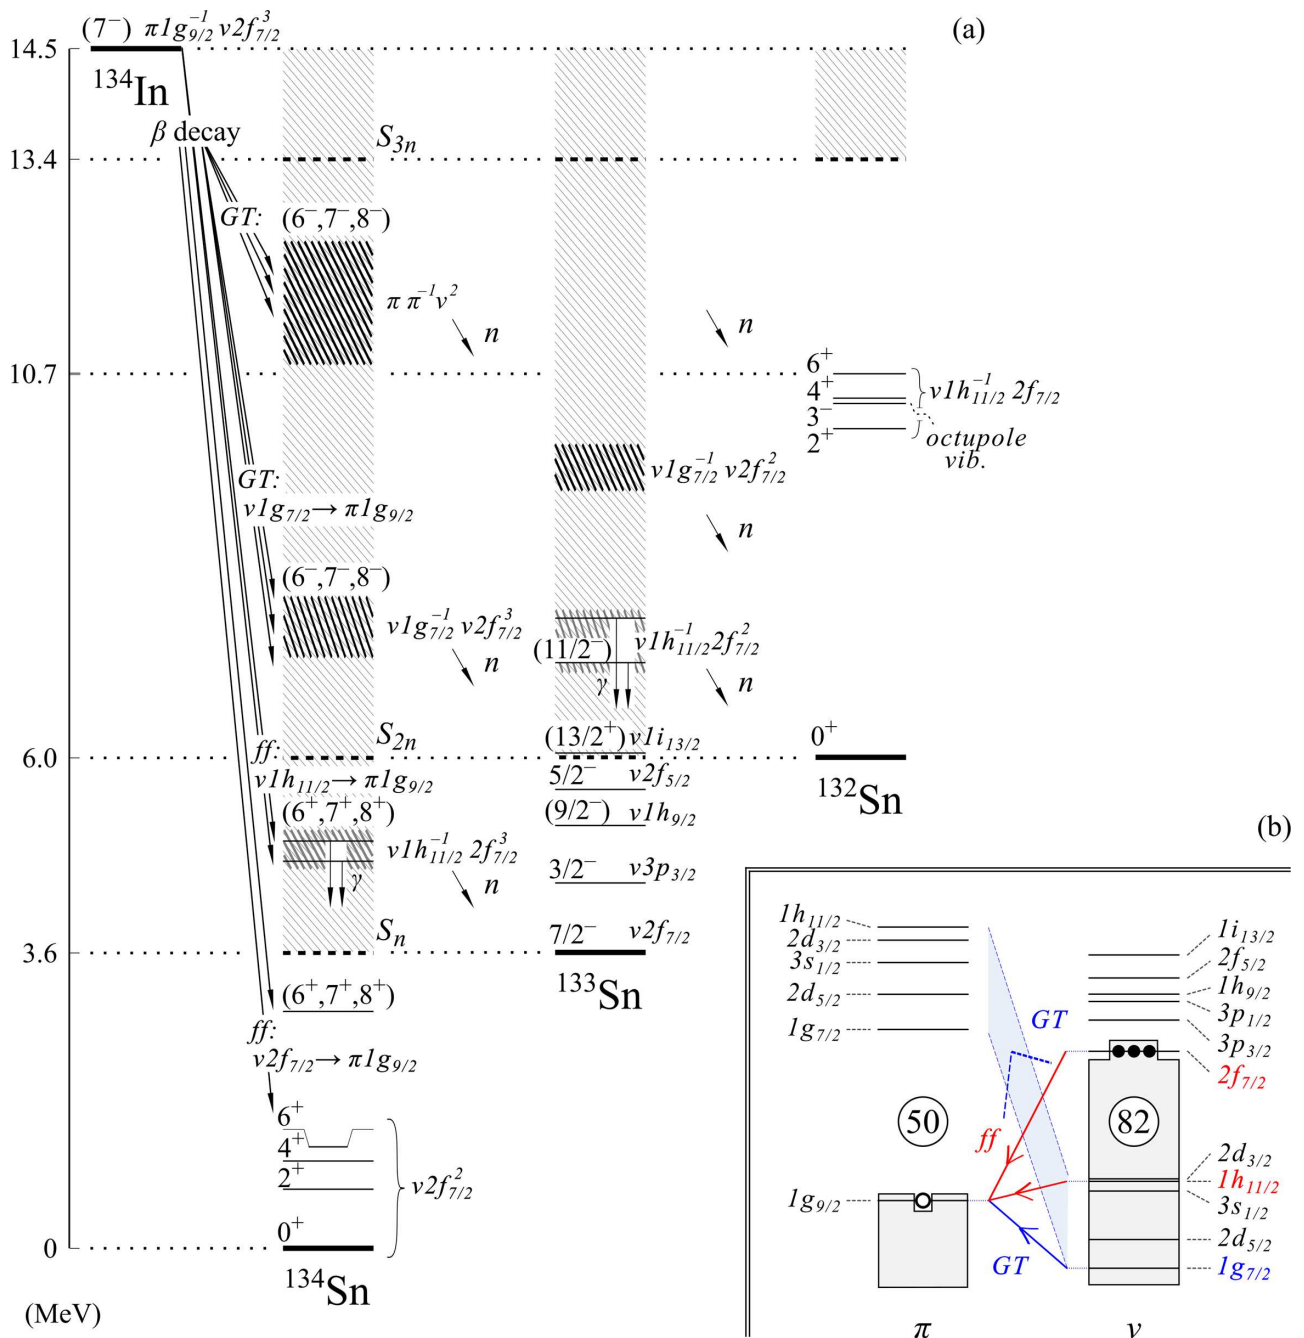 (7⁻) π1g₉/₂⁻¹ ν2f₇/₂³
(a)
14.5
¹³⁴In
β decay
S₃ₙ
13.4
GT: (6⁻,7⁻,8⁻)
π π⁻¹ν²
n
n
10.7
6⁺
4⁺
3⁻
2⁺
ν1h₁₁/₂⁻¹ 2f₇/₂
octupole
vib.
GT:
ν1g₇/₂→π1g₉/₂
ν1g₇/₂⁻¹ ν2f₇/₂²
n
(6⁻,7⁻,8⁻)
ν1g₇/₂⁻¹ ν2f₇/₂³
n
(11/2⁻)
ν1h₁₁/₂⁻¹2f₇/₂²
γ
n
S₂ₙ
(13/2⁺) ν1i₁₃/₂
0⁺
6.0
ff:
ν1h₁₁/₂→π1g₉/₂
5/2⁻ ν2f₅/₂
¹³²Sn
(6⁺,7⁺,8⁺)
(9/2⁻) ν1h₉/₂
ν1h₁₁/₂⁻¹ 2f₇/₂³
γ
n
3/2⁻ ν3p₃/₂
Sₙ
7/2⁻ ν2f₇/₂
3.6
¹³³Sn
(6⁺,7⁺,8⁺)
ff:
ν2f₇/₂→π1g₉/₂
6⁺
4⁺
2⁺
ν2f₇/₂²
0⁺
0
¹³⁴Sn
(MeV)
(b)
1h₁₁/₂
2d₃/₂
3s₁/₂
2d₅/₂
1g₇/₂
50
1g₉/₂
π
GT
ff
GT
1i₁₃/₂
2f₅/₂
1h₉/₂
3p₁/₂
3p₃/₂
2f₇/₂
82
2d₃/₂
1h₁₁/₂
3s₁/₂
2d₅/₂
1g₇/₂
ν